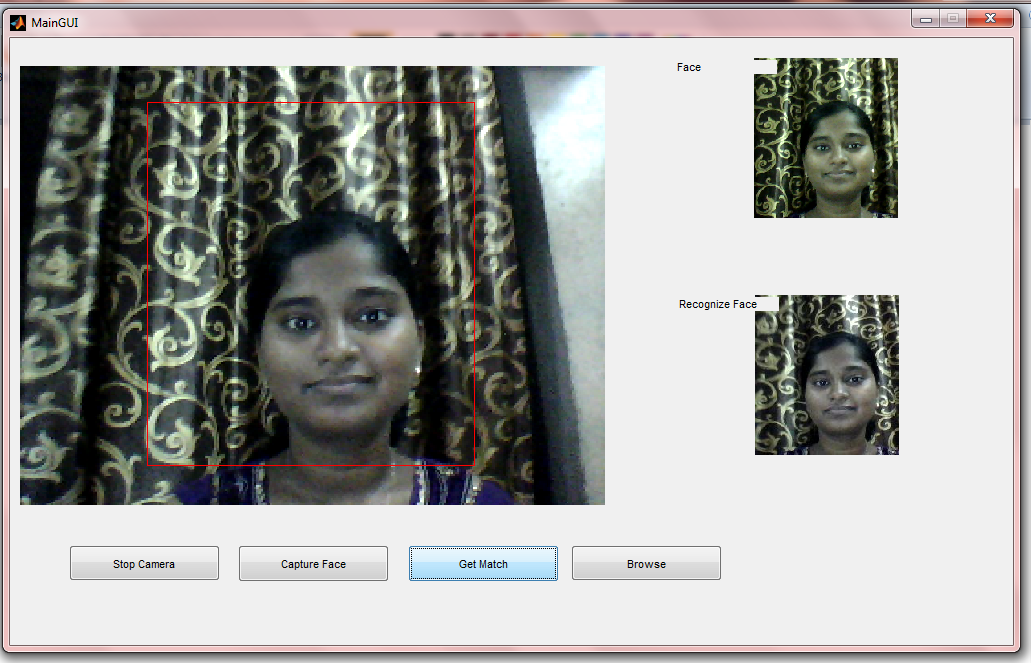 MainGUI
Face
Recognize Face
Stop Camera
Capture Face
Get Match
Browse